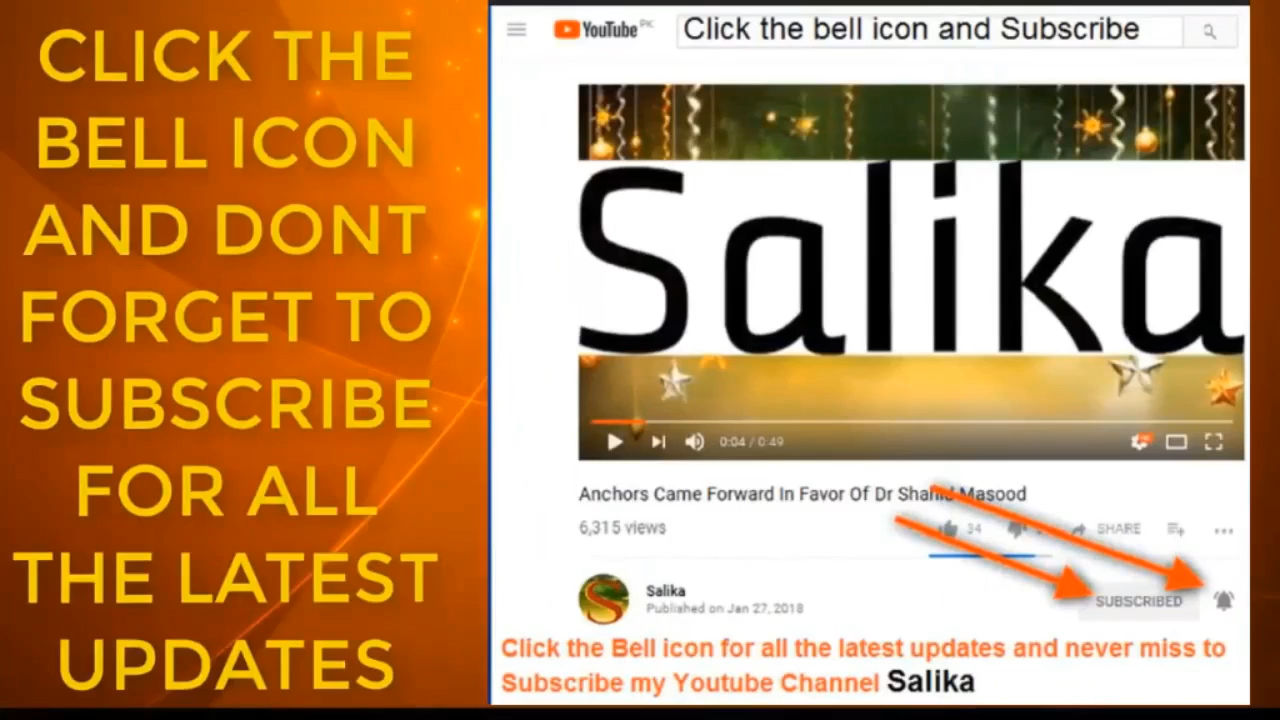 CLICK THE
BELL ICON
AND DONT
FORGET TO
SUBSCRIBE
FOR ALL
THE LATEST
UPDATES
YouTube PK
Click the bell icon and Subscribe
Salika
0:04 / 0:49
Anchors Came Forward In Favor Of Dr Shahid Masood
6,315 views
34
SHARE
Salika
Published on Jan 27, 2018
SUBSCRIBED
Click the Bell icon for all the latest updates and never miss to
Subscribe my Youtube Channel Salika